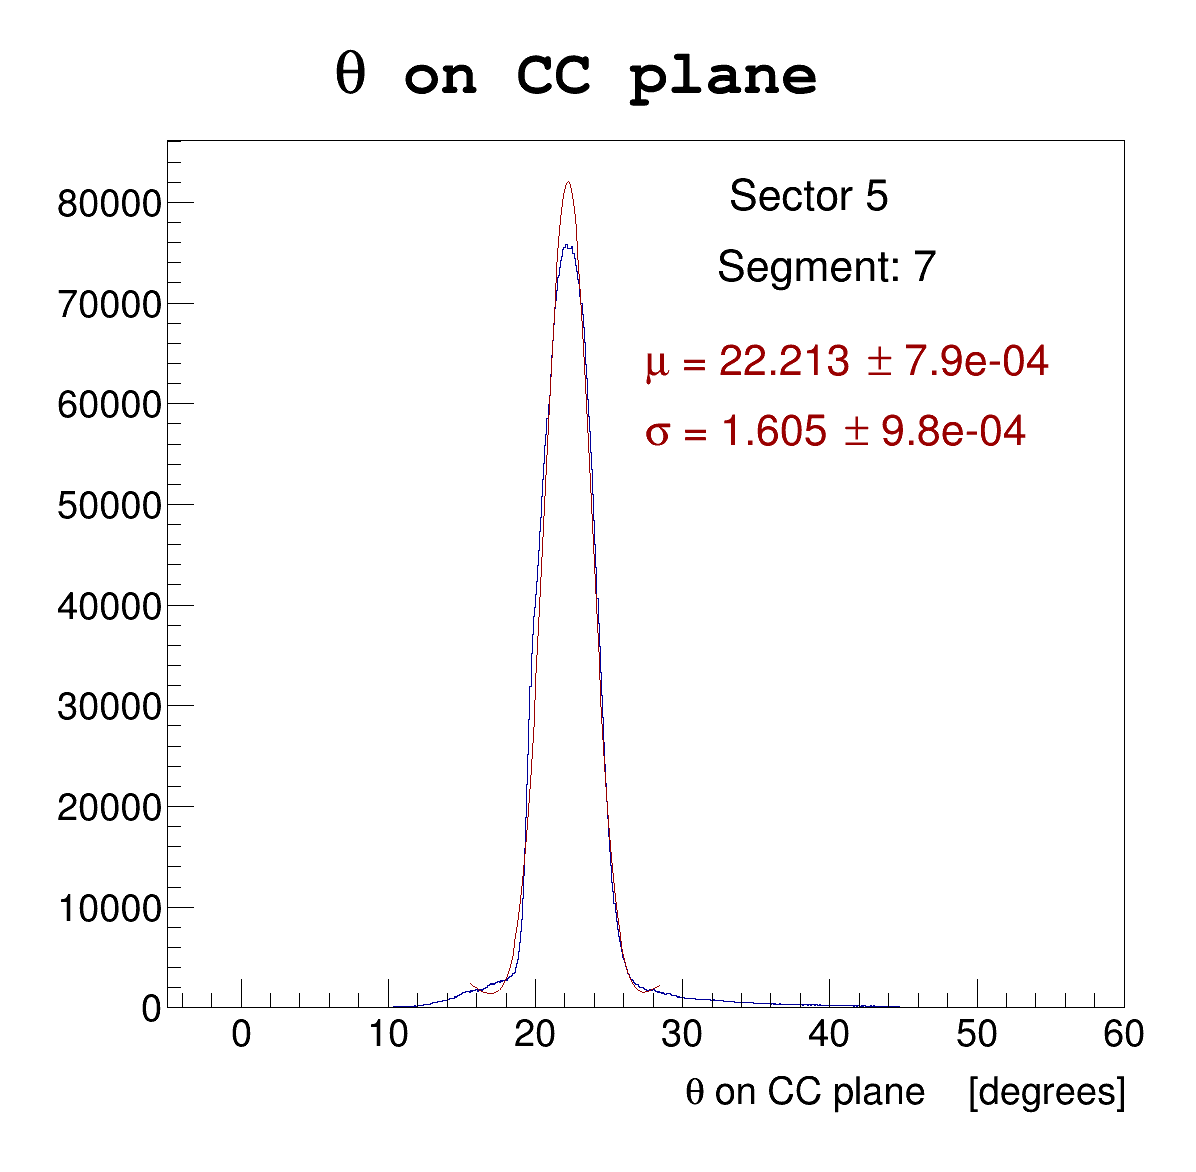 θ on CC plane
80000
70000
60000
50000
40000
30000
20000
10000
0
Sector 5
Segment: 7
μ = 22.213 ± 7.9e-04
σ = 1.605 ± 9.8e-04
0 10 20 30 40 50 60
θ on CC plane [degrees]